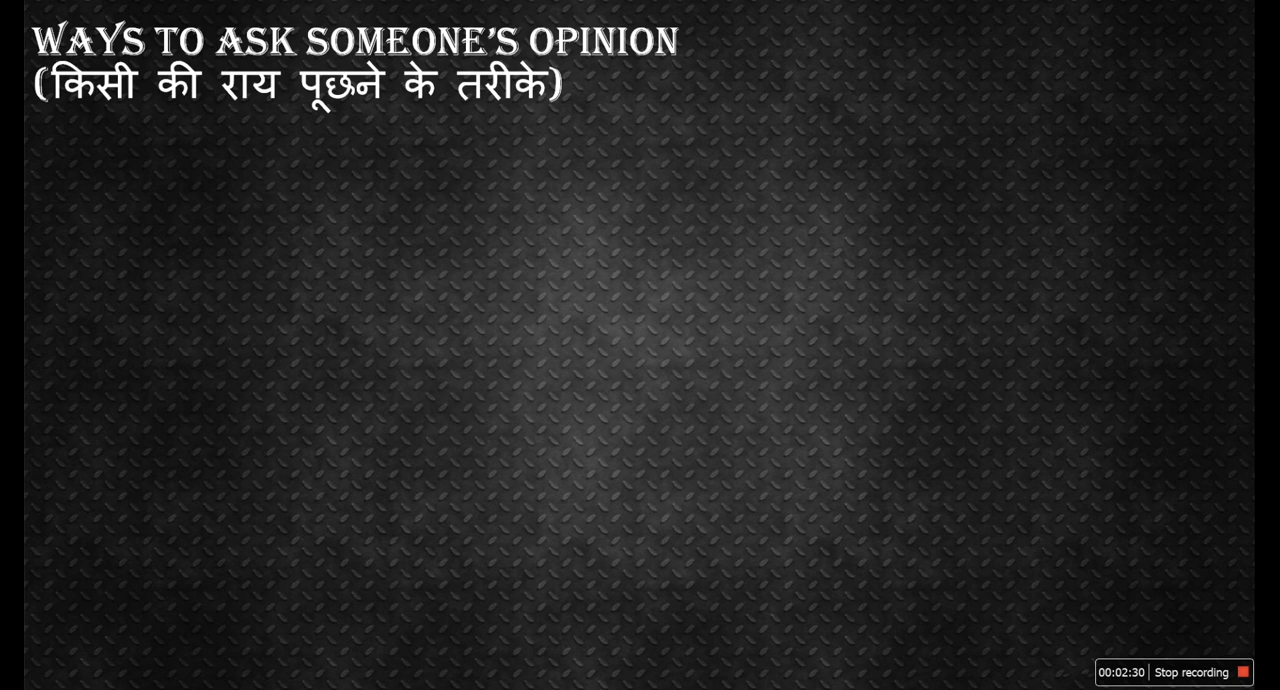 WAYS TO ASK SOMEONE'S OPINION
(किसी की राय पूछने के तरीके)
00:02:30 Stop recording